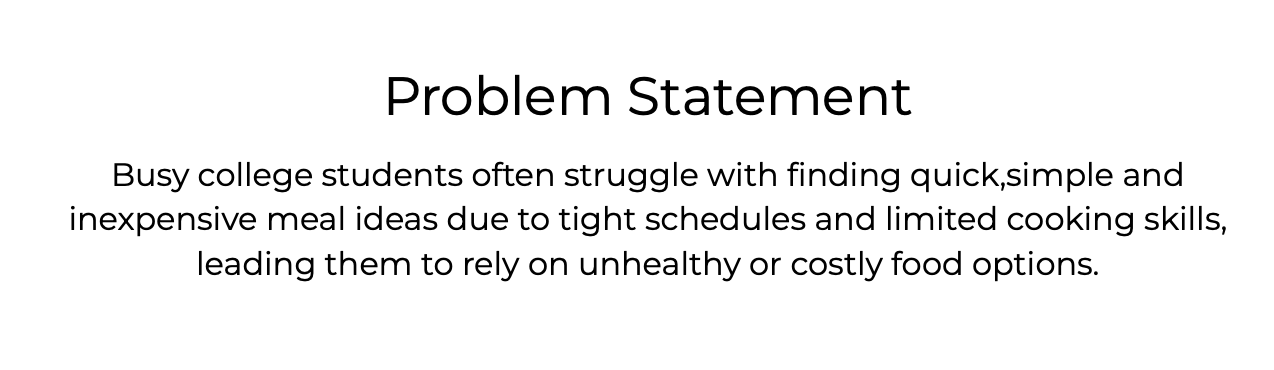 Problem Statement
Busy college students often struggle with finding quick,simple and
inexpensive meal ideas due to tight schedules and limited cooking skills,
leading them to rely on unhealthy or costly food options.